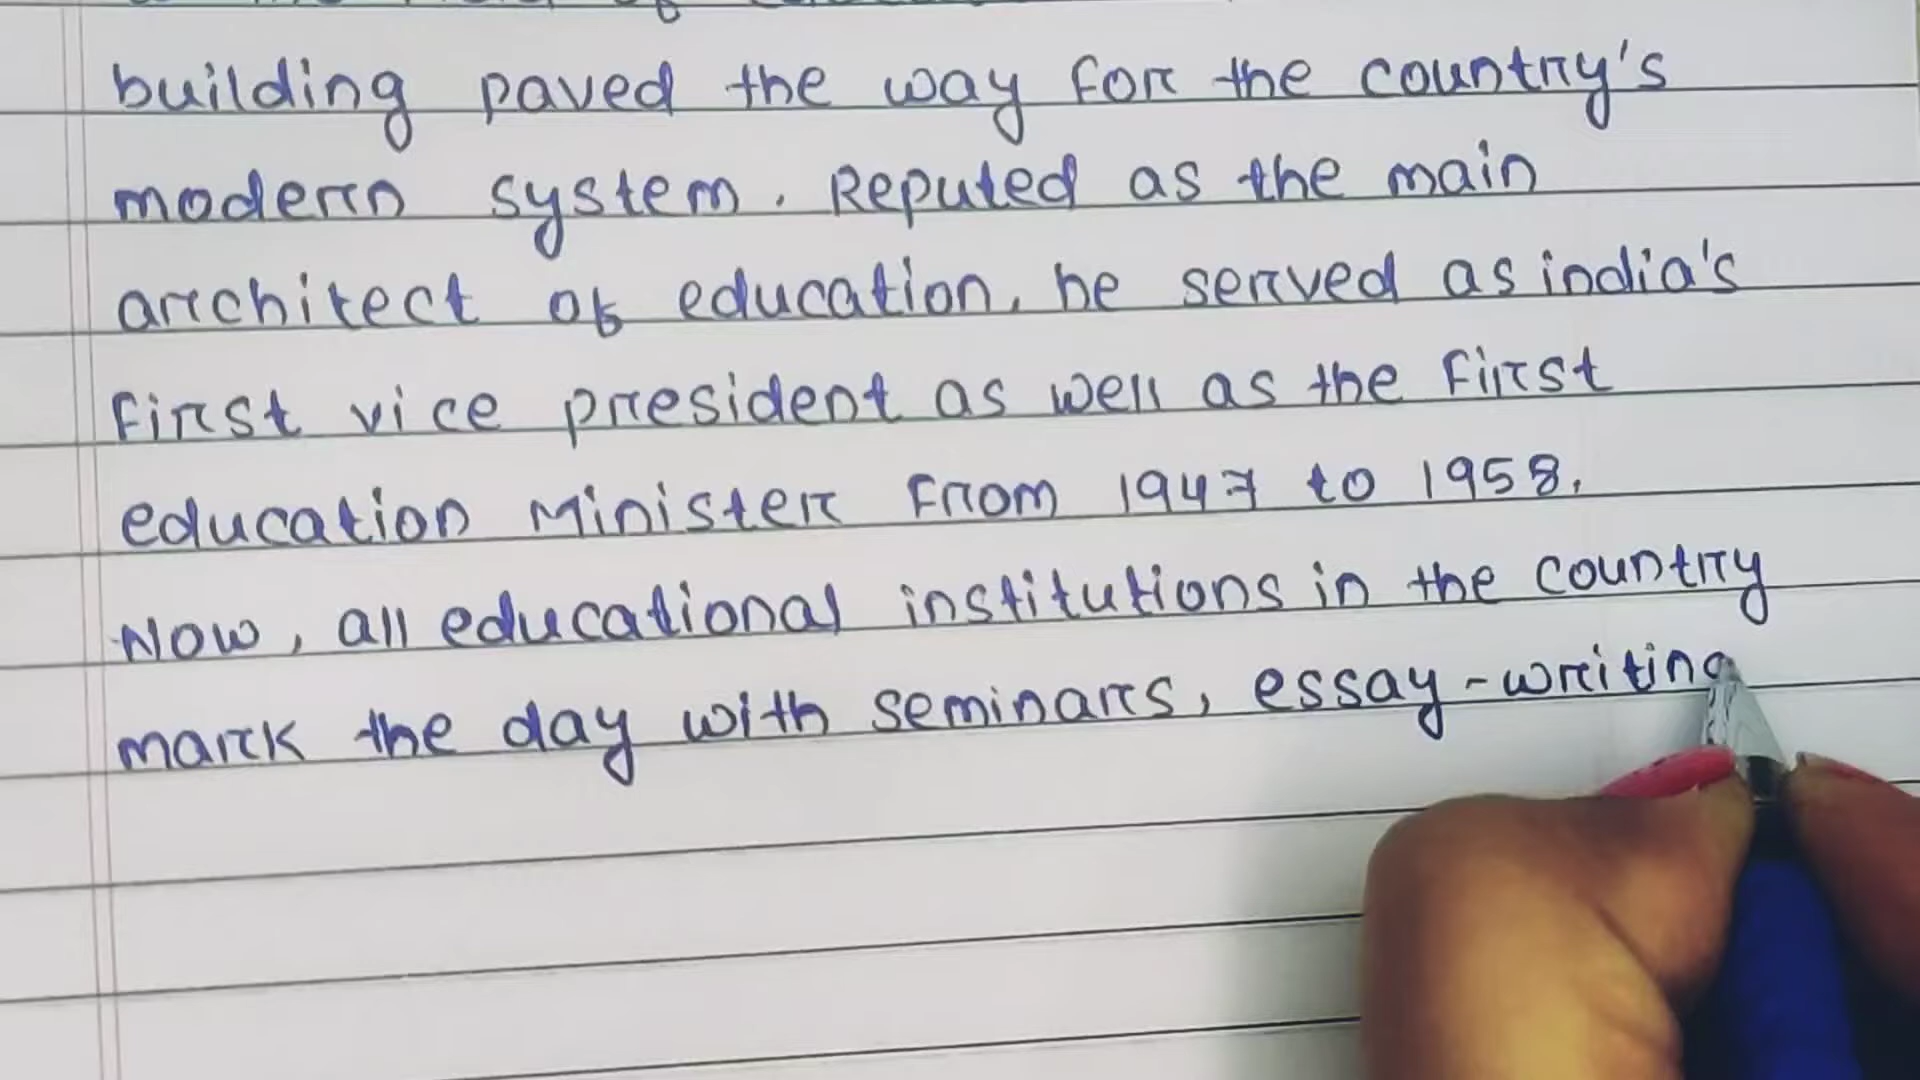 building paved the way for the country's
modern system. Reputed as the main
architect of education, he served as india's
first vice president as well as the first
education Minister From 1947 to 1958.
Now, all educational institutions in the country
mark the day with seminars, essay-writing